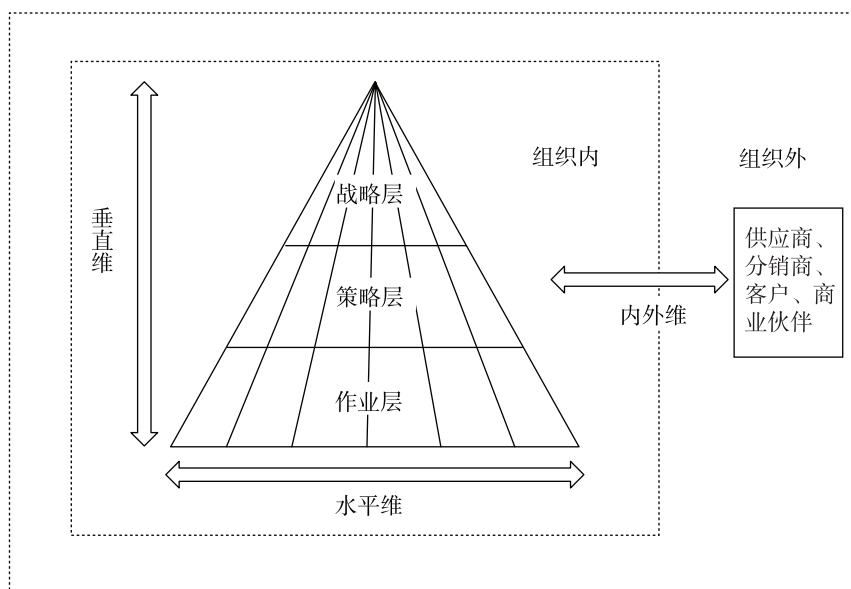 组织内
组织外
战略层
垂直维
供应商、
分销商、
客户、商
业伙伴
策略层
内外维
作业层
水平维